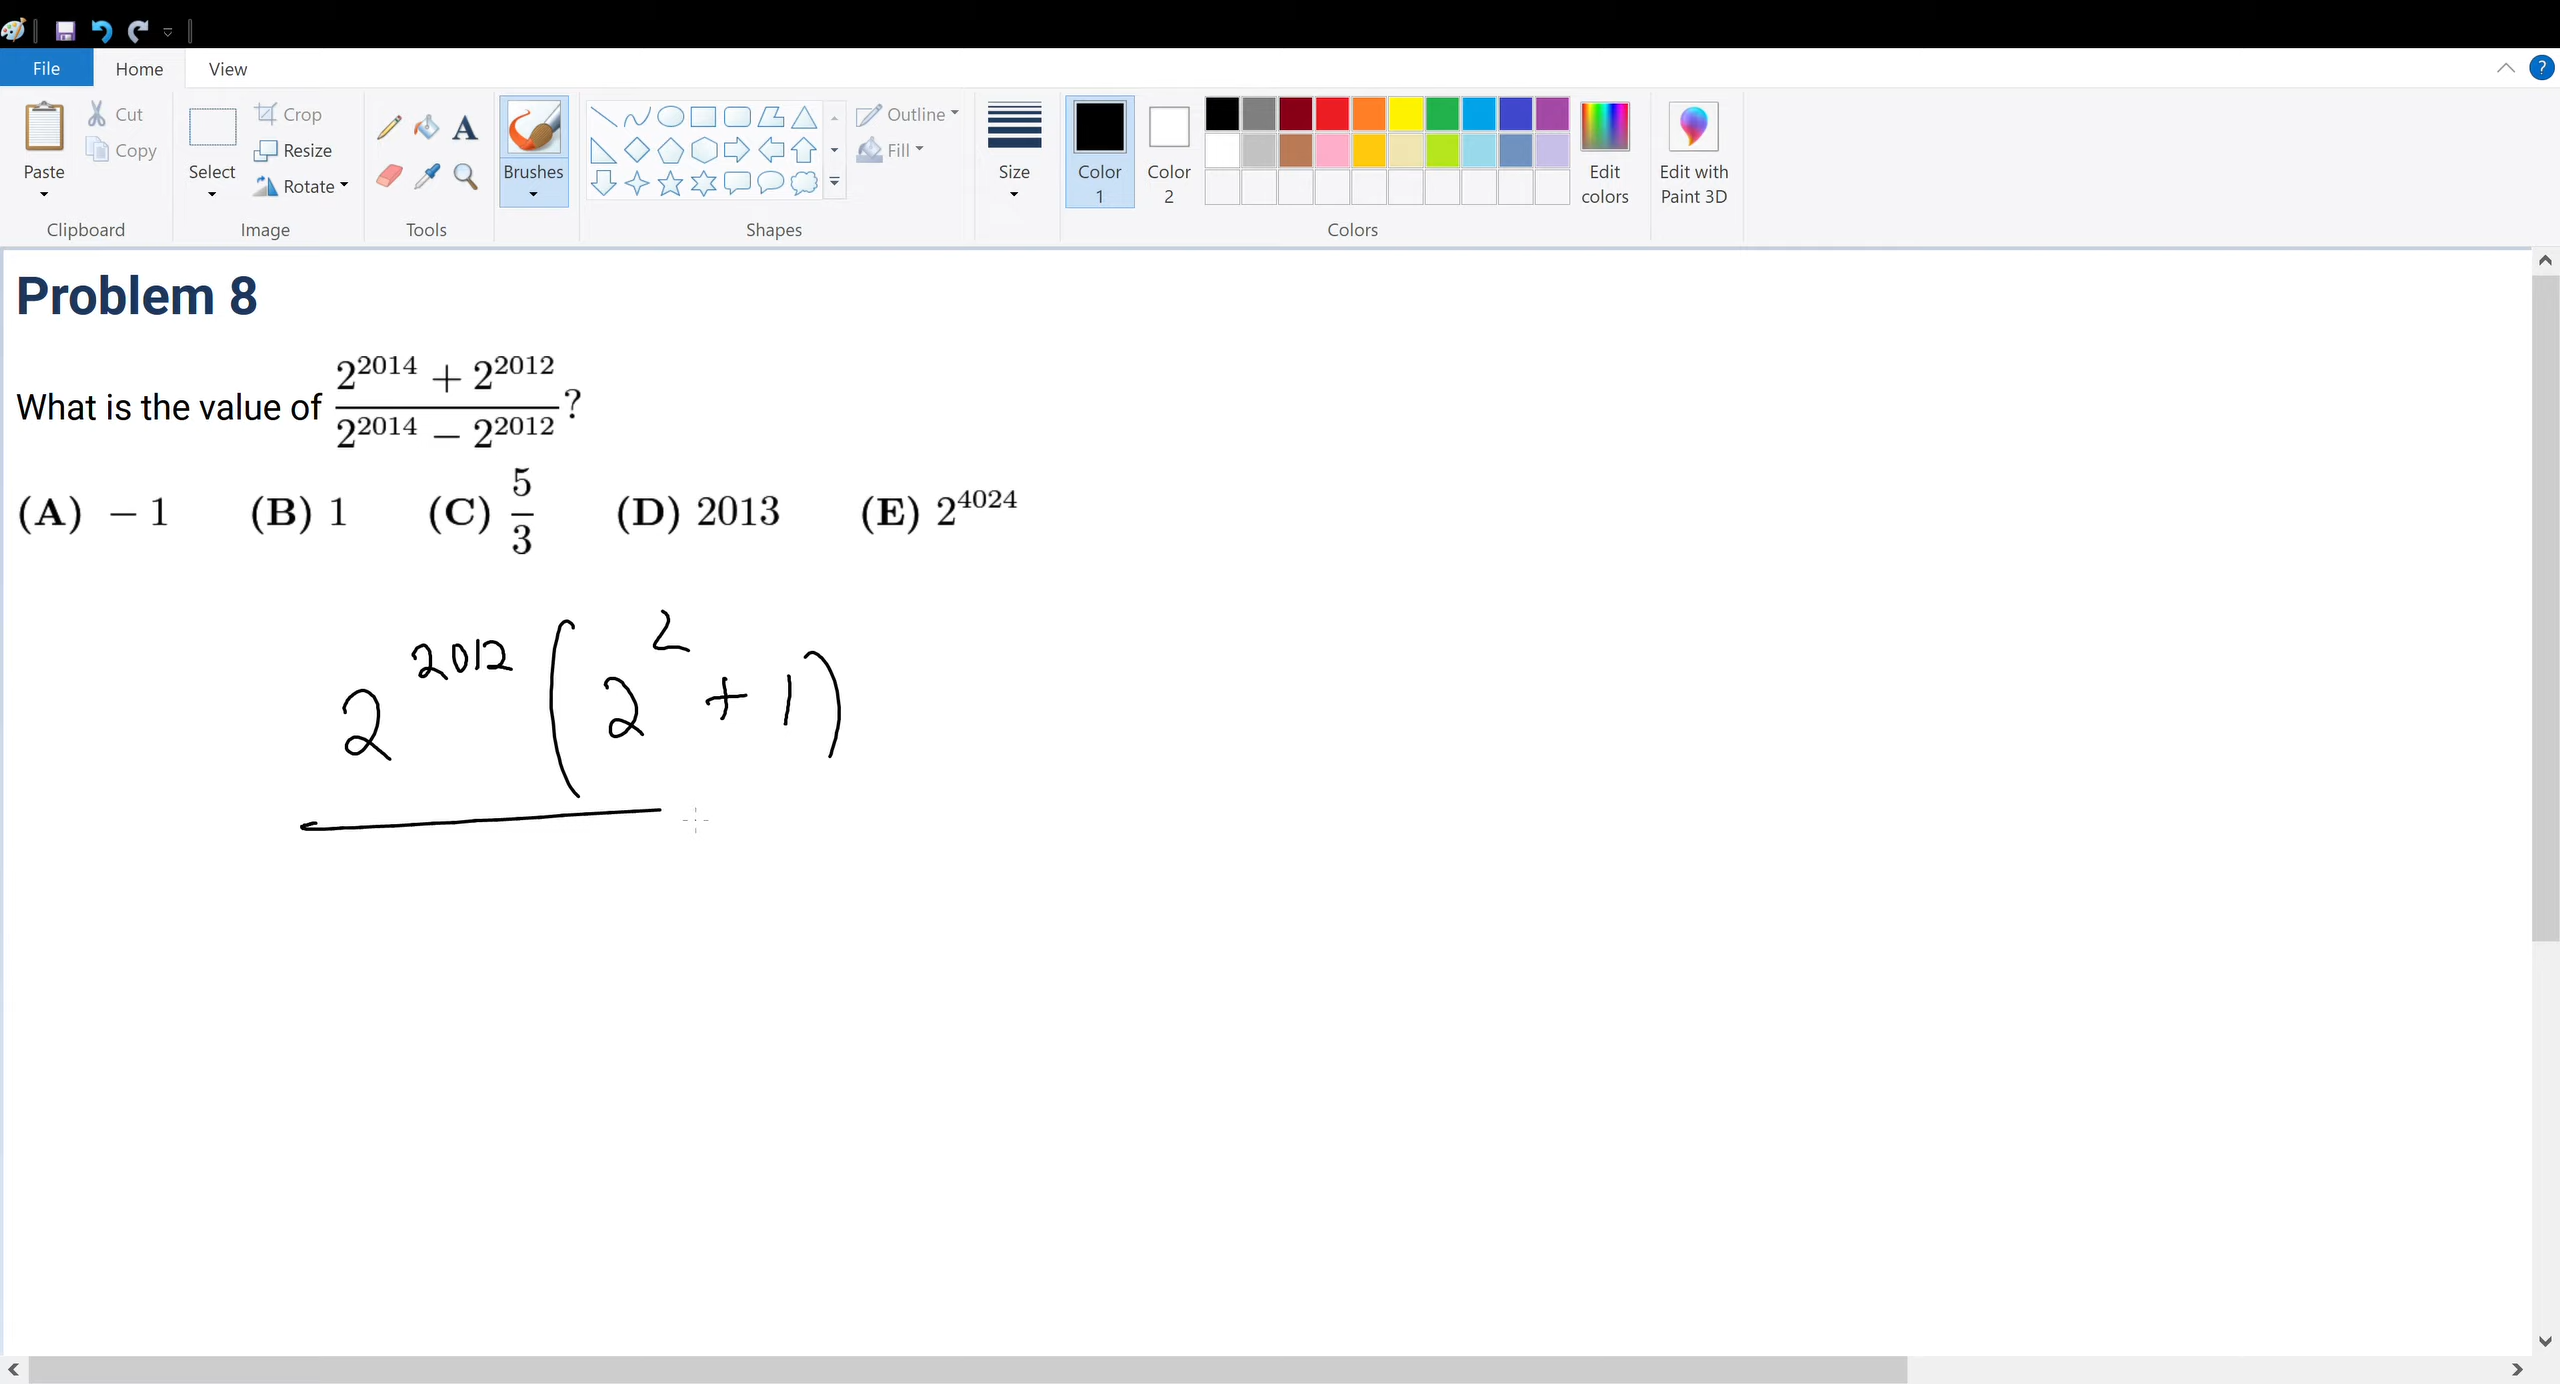 File Home View
Paste Cut Copy Clipboard
Select Crop Resize Rotate Image
A Tools
Brushes
Outline Fill Shapes
Size
Color 1 Color 2 Edit colors Colors
Edit with Paint 3D
?
Problem 8
What is the value of \frac{2^{2014} + 2^{2012}}{2^{2014} - 2^{2012}}?
(A) −1 (B) 1 (C) \frac{5}{3} (D) 2013 (E) 2^{4024}
2^{2012} (2^2 + 1)